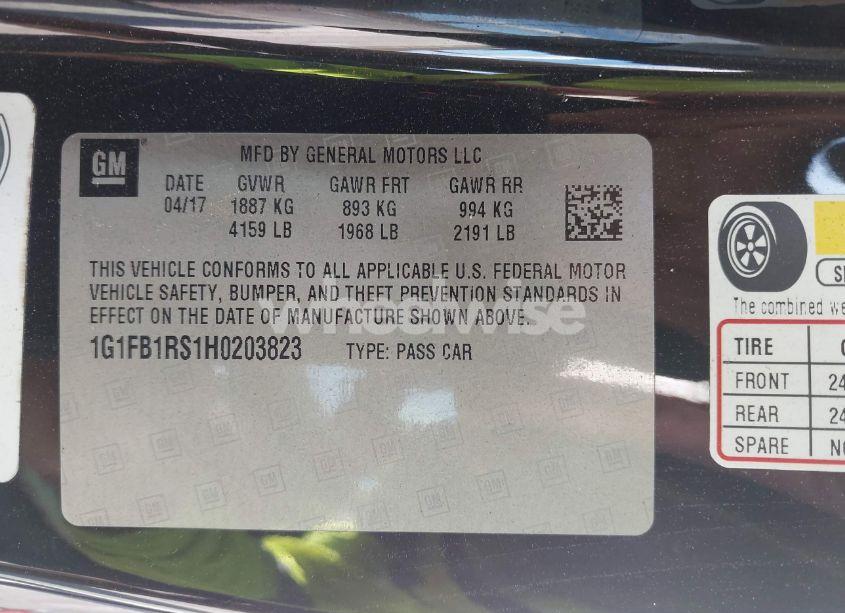 GM
MFD BY GENERAL MOTORS LLC
DATE GVWR GAWR FRT GAWR RR
04/17 1887 KG 893 KG 994 KG
4159 LB 1968 LB 2191 LB
THIS VEHICLE CONFORMS TO ALL APPLICABLE U.S. FEDERAL MOTOR
VEHICLE SAFETY, BUMPER, AND THEFT PREVENTION STANDARDS IN
EFFECT ON THE DATE OF MANUFACTURE SHOWN ABOVE.
1G1FB1RS1H0203823 TYPE: PASS CAR
wheelwise
The combined
TIRE
FRONT 24
REAR 24
SPARE